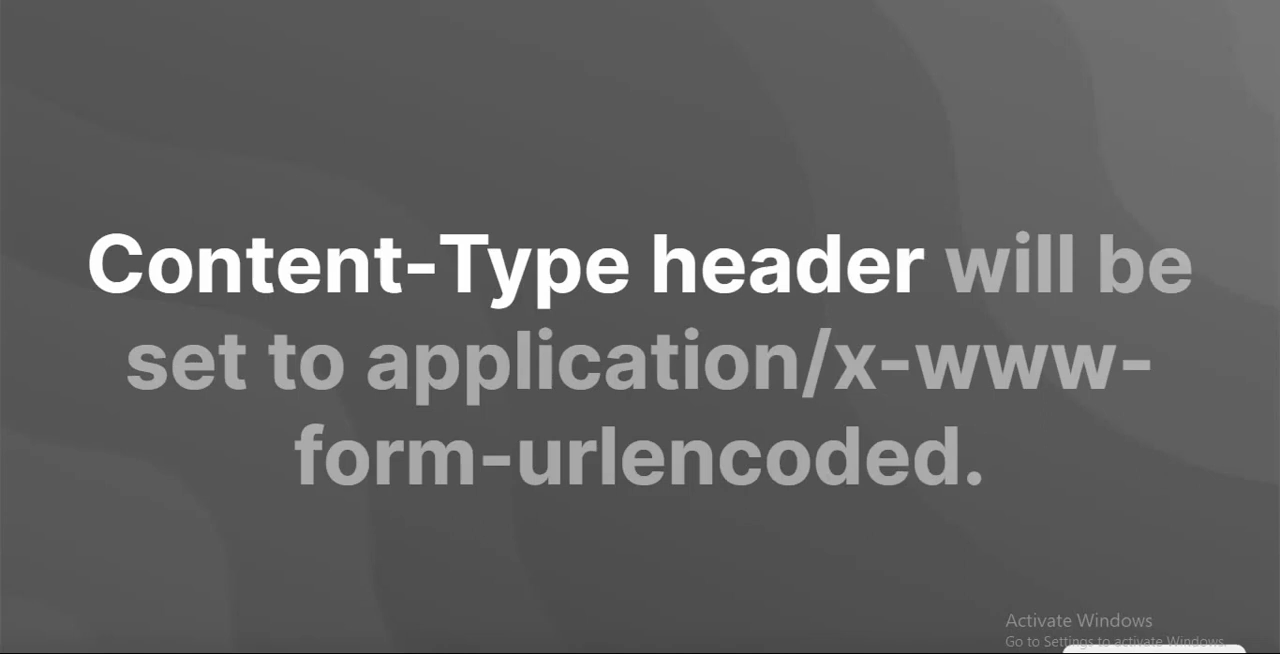 Content-Type header will be
set to application/x-www-
form-urlencoded.
Activate Windows
Go to Settings to activate Windows.